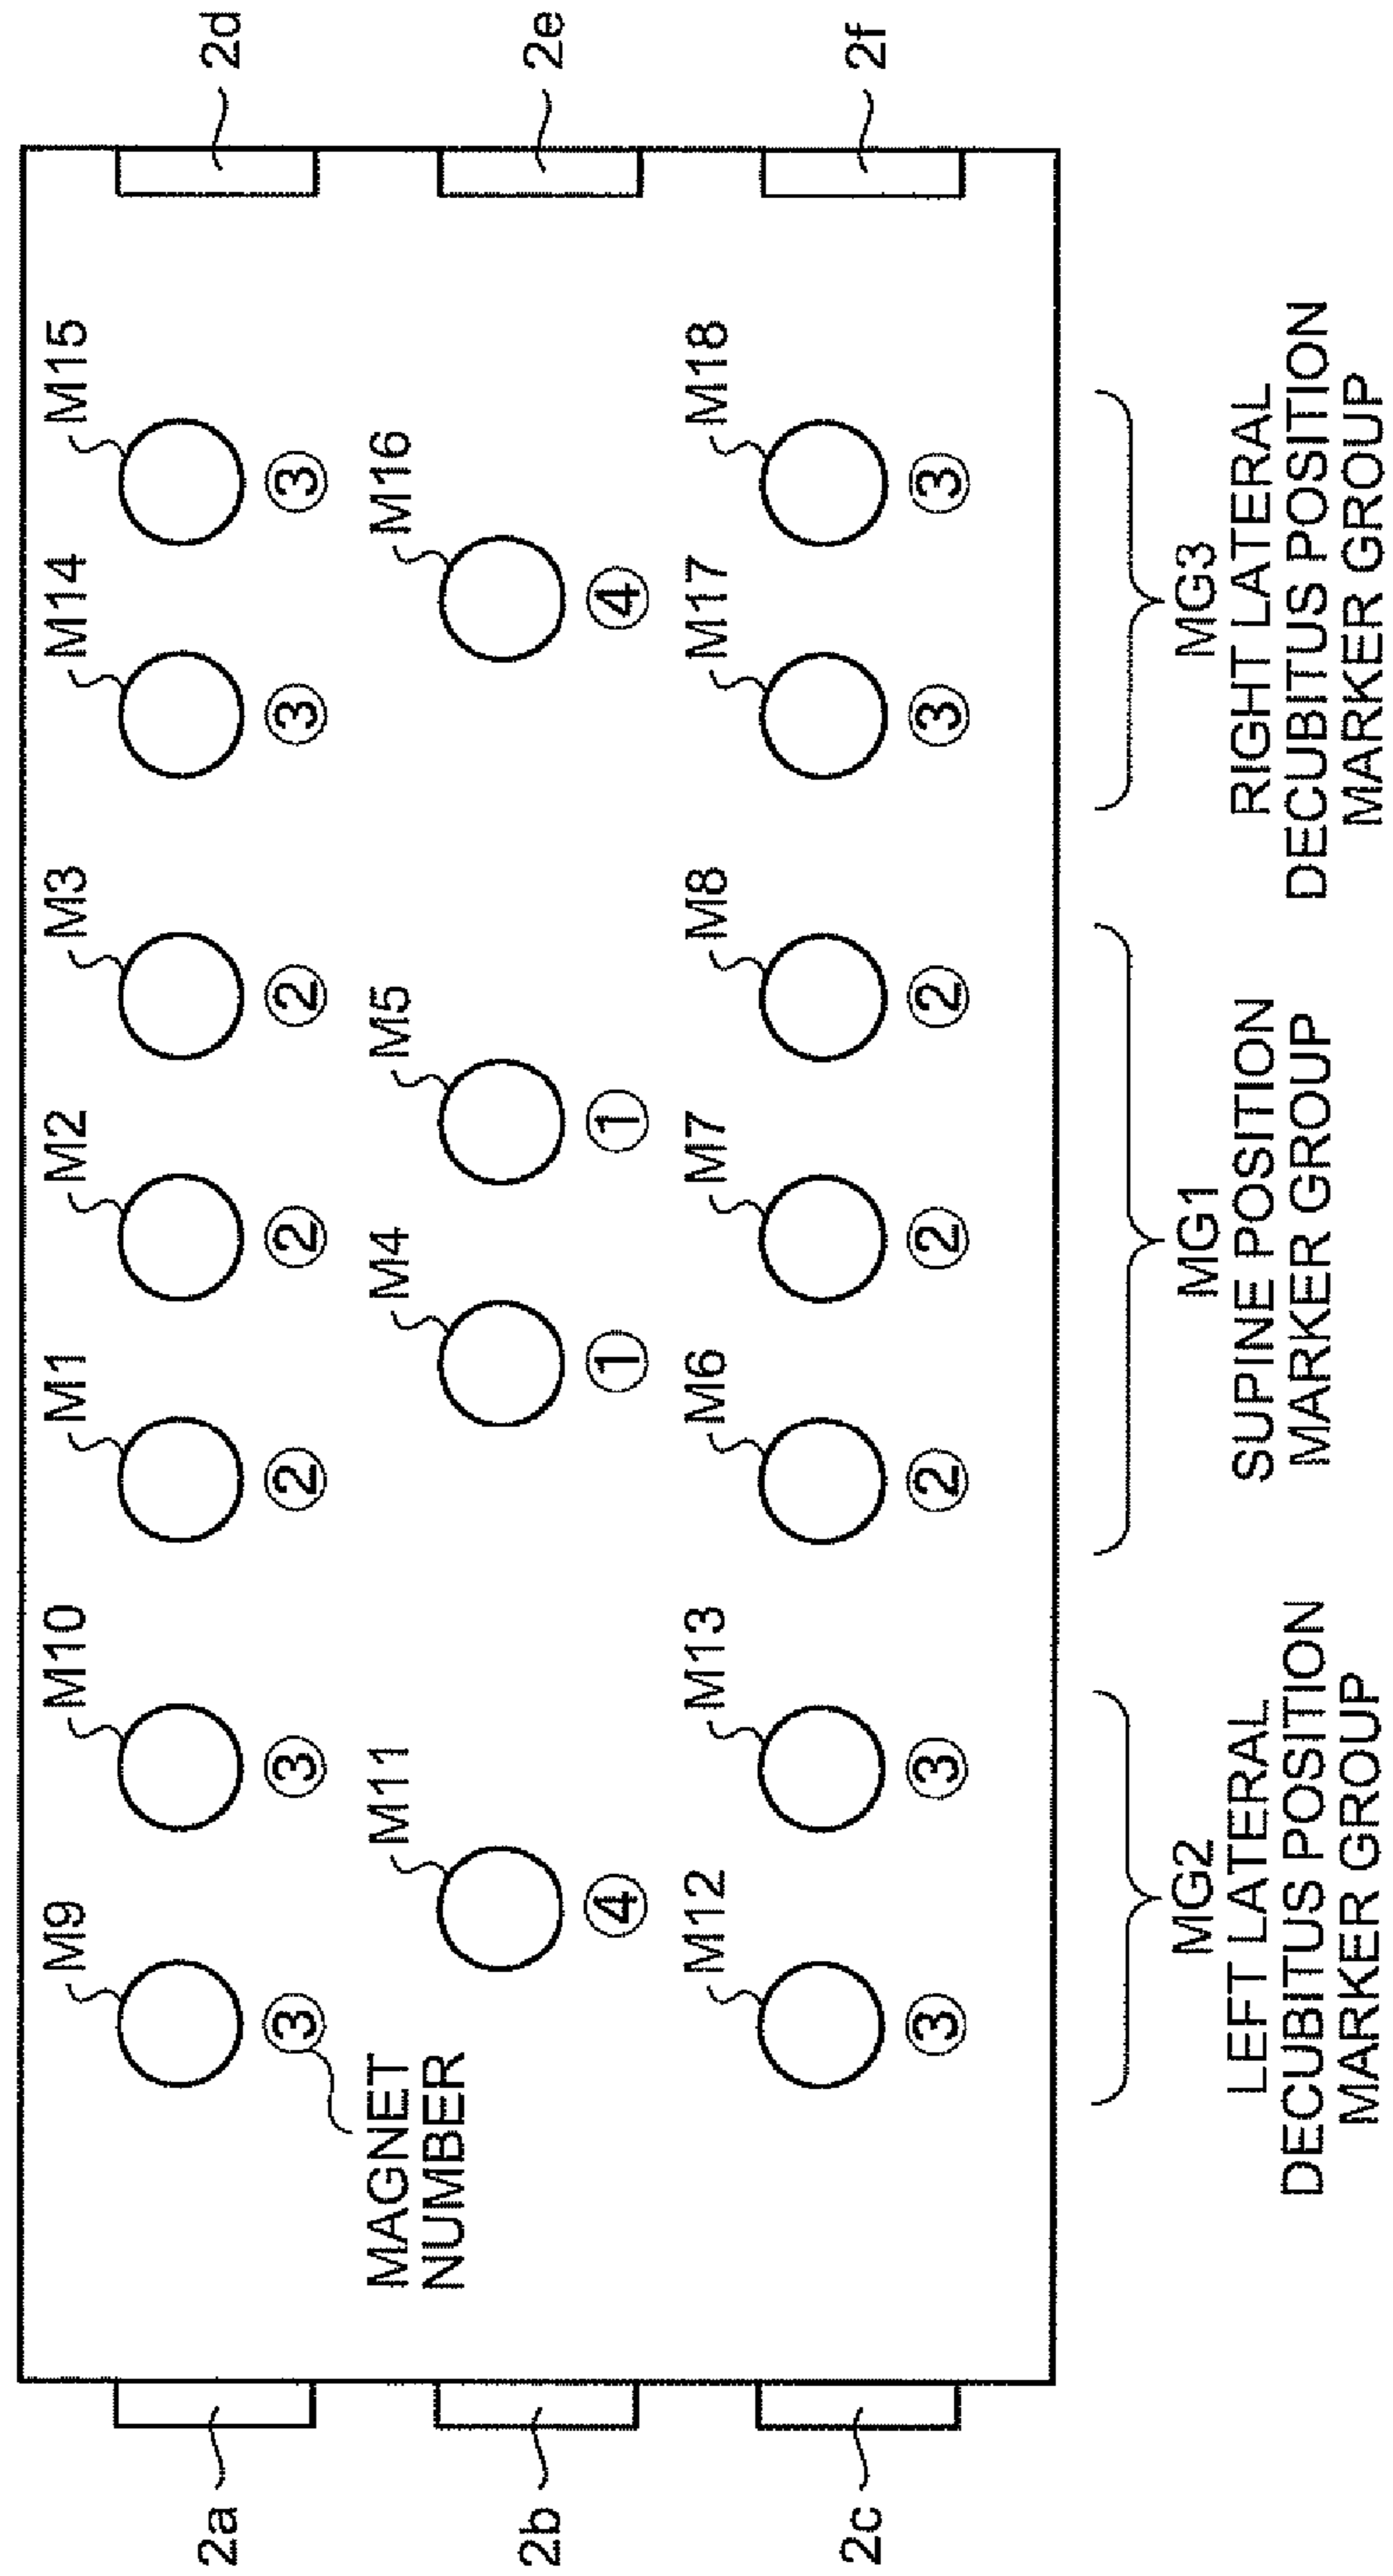 2a
2b
2c
2d
2e
2f
M9
③
M10
③
M1
②
M2
②
M3
②
M14
③
M15
③
MAGNET
NUMBER
M11
④
M4
①
M5
①
M16
④
M12
③
M13
③
M6
②
M7
②
M8
②
M17
③
M18
③
MG2
LEFT LATERAL
DECUBITUS POSITION
MARKER GROUP
MG1
SUPINE POSITION
MARKER GROUP
MG3
RIGHT LATERAL
DECUBITUS POSITION
MARKER GROUP